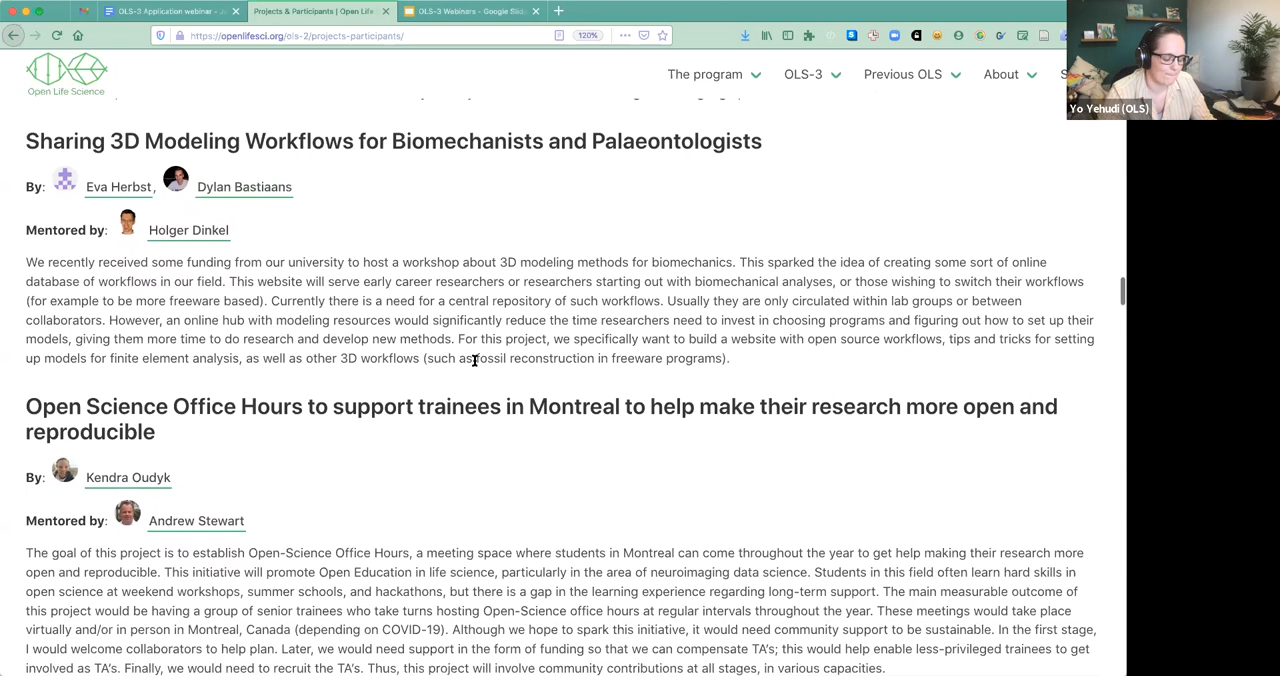 OLS-3 Application webinar - J
Projects & Participants | Open Life
OLS-3 Webinars - Google Slid
https://openlifesci.org/ols-2/projects-participants/
120%
Open Life Science
The program
OLS-3
Previous OLS
About
Yo Yehudi (OLS)
Sharing 3D Modeling Workflows for Biomechanists and Palaeontologists
By: Eva Herbst, Dylan Bastiaans
Mentored by: Holger Dinkel
We recently received some funding from our university to host a workshop about 3D modeling methods for biomechanics. This sparked the idea of creating some sort of online
database of workflows in our field. This website will serve early career researchers or researchers starting out with biomechanical analyses, or those wishing to switch their workflows
(for example to be more freeware based). Currently there is a need for a central repository of such workflows. Usually they are only circulated within lab groups or between
collaborators. However, an online hub with modeling resources would significantly reduce the time researchers need to invest in choosing programs and figuring out how to set up their
models, giving them more time to do research and develop new methods. For this project, we specifically want to build a website with open source workflows, tips and tricks for setting
up models for finite element analysis, as well as other 3D workflows (such as fossil reconstruction in freeware programs).
Open Science Office Hours to support trainees in Montreal to help make their research more open and
reproducible
By: Kendra Oudyk
Mentored by: Andrew Stewart
The goal of this project is to establish Open-Science Office Hours, a meeting space where students in Montreal can come throughout the year to get help making their research more
open and reproducible. This initiative will promote Open Education in life science, particularly in the area of neuroimaging data science. Students in this field often learn hard skills in
open science at weekend workshops, summer schools, and hackathons, but there is a gap in the learning experience regarding long-term support. The main measurable outcome of
this project would be having a group of senior trainees who take turns hosting Open-Science office hours at regular intervals throughout the year. These meetings would take place
virtually and/or in person in Montreal, Canada (depending on COVID-19). Although we hope to spark this initiative, it would need community support to be sustainable. In the first stage,
I would welcome collaborators to help plan. Later, we would need support in the form of funding so that we can compensate TA's; this would help enable less-privileged trainees to get
involved as TA's. Finally, we would need to recruit the TA's. Thus, this project will involve community contributions at all stages, in various capacities.